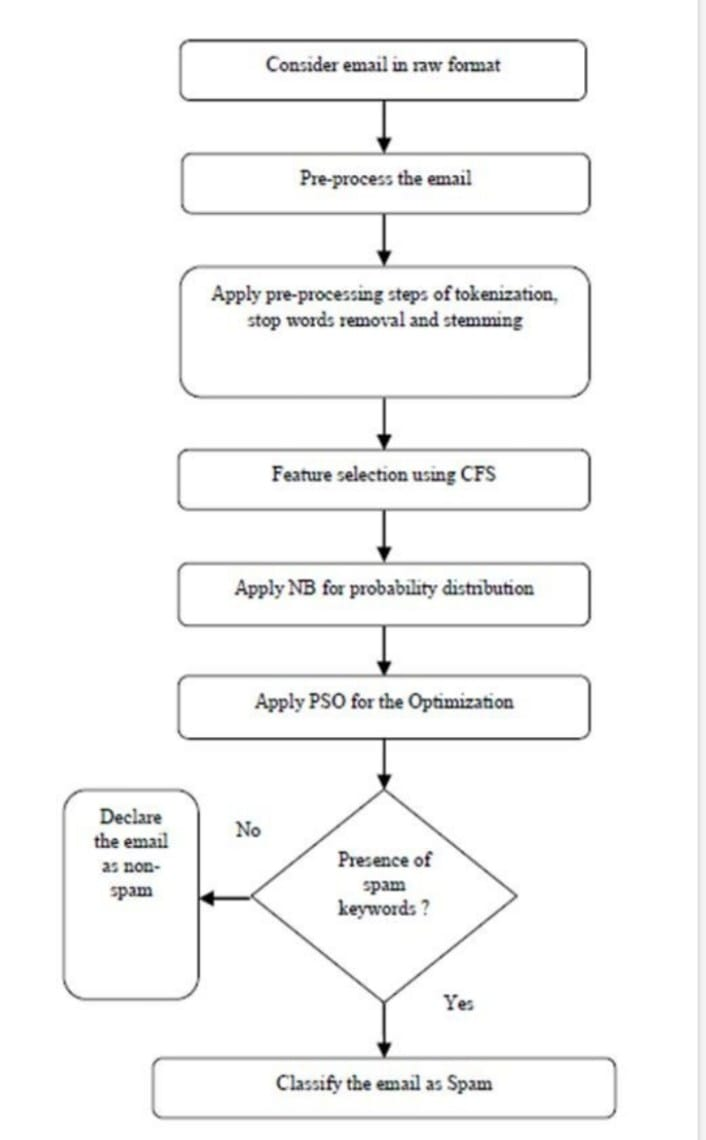 Consider email in raw format
Pre-process the email
Apply pre-processing steps of tokenization,
stop words removal and stemming
Feature selection using CFS
Apply NB for probability distribution
Apply PSO for the Optimization
Declare
the email
as non-
spam
No
Presence of
spam
keywords ?
Yes
Classify the email as Spam